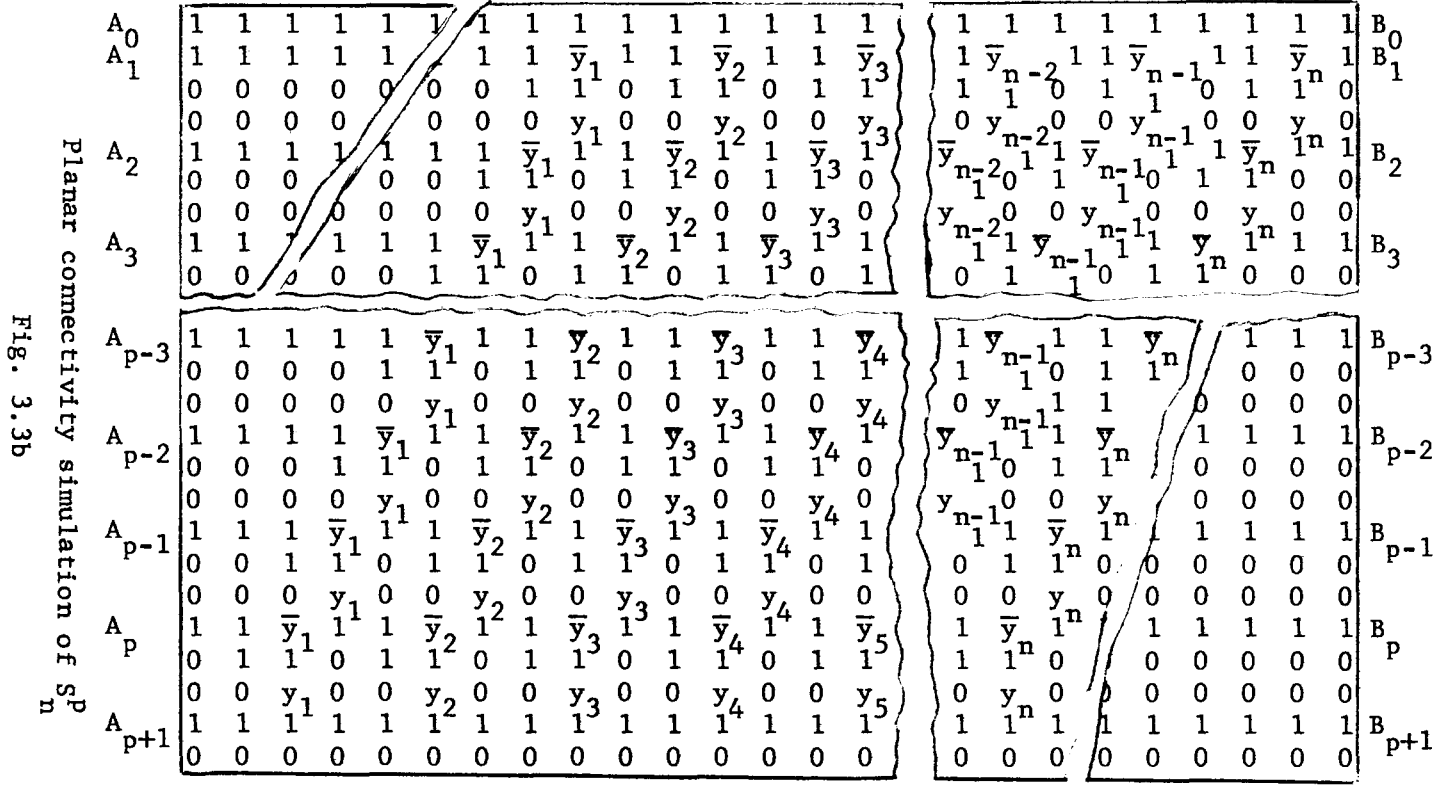 A0 1 1 1 1 1 1 1 1 1 1 1 1 1 1 1 1 1 1 1 1 1 1 1 1 B0
A1 1 1 1 1 1 1 1 1 ȳ1 1 1 ȳ2 1 1 ȳ3 1 ȳn-2 1 1 ȳn-1 1 1 ȳn 1 B1
0 0 0 0 0 0 0 1 1 0 1 1 0 1 1 1 1 0 1 1 0 1 1 0
0 0 0 0 0 0 0 0 y1 0 0 y2 0 0 y3 0 yn-2 0 0 yn-1 0 0 yn 0
A2 1 1 1 1 1 1 1 ȳ1 1 1 ȳ2 1 1 ȳ3 1 ȳn-2 1 1 ȳn-1 1 1 ȳn 1 1 B2
0 0 0 0 0 0 1 1 0 1 1 0 1 1 0 1 0 1 1 0 1 1 0 0
0 0 0 0 0 0 0 y1 0 0 y2 0 0 y3 0 yn-2 0 0 yn-1 0 0 yn 0 0
A3 1 1 1 1 1 1 ȳ1 1 1 ȳ2 1 1 ȳ3 1 1 1 1 ȳn-1 1 1 ȳn 1 1 1 B3
0 0 0 0 0 1 1 0 1 1 0 1 1 0 1 0 1 1 0 1 1 0 0 0
Ap-3 1 1 1 1 1 ȳ1 1 1 ȳ2 1 1 ȳ3 1 1 ȳ4 1 ȳn-1 1 1 ȳn 1 1 1 Bp-3
0 0 0 0 1 1 0 1 1 0 1 1 0 1 1 1 1 0 1 1 0 0 0
0 0 0 0 0 y1 0 0 y2 0 0 y3 0 0 y4 0 yn-1 1 1 0 0 0 0
Ap-2 1 1 1 1 ȳ1 1 1 ȳ2 1 1 ȳ3 1 1 ȳ4 1 ȳn-1 1 1 ȳn 1 1 1 1 Bp-2
0 0 0 1 1 0 1 1 0 1 1 0 1 1 0 1 0 1 1 0 0 0 0
0 0 0 0 y1 0 0 y2 0 0 y3 0 0 y4 0 yn-1 0 0 yn 0 0 0 0
Ap-1 1 1 1 ȳ1 1 1 ȳ2 1 1 ȳ3 1 1 ȳ4 1 1 1 1 ȳn 1 1 1 1 1 1 Bp-1
0 0 1 1 0 1 1 0 1 1 0 1 1 0 1 0 1 1 0 0 0 0 0 0
0 0 0 y1 0 0 y2 0 0 y3 0 0 y4 0 0 0 0 yn 0 0 0 0 0 0
Ap 1 1 ȳ1 1 1 ȳ2 1 1 ȳ3 1 1 ȳ4 1 1 ȳ5 1 ȳn 1 1 1 1 1 1 Bp
0 1 1 0 1 1 0 1 1 0 1 1 0 1 1 1 1 0 0 0 0 0 0 0
0 0 y1 0 0 y2 0 0 y3 0 0 y4 0 0 y5 0 yn 0 0 0 0 0 0 0
Ap+1 1 1 1 1 1 1 1 1 1 1 1 1 1 1 1 1 1 1 1 1 1 1 1 1 Bp+1
0 0 0 0 0 0 0 0 0 0 0 0 0 0 0 0 0 0 0 0 0 0 0 0
Planar connectivity simulation of S^p_n
Fig. 3.3b